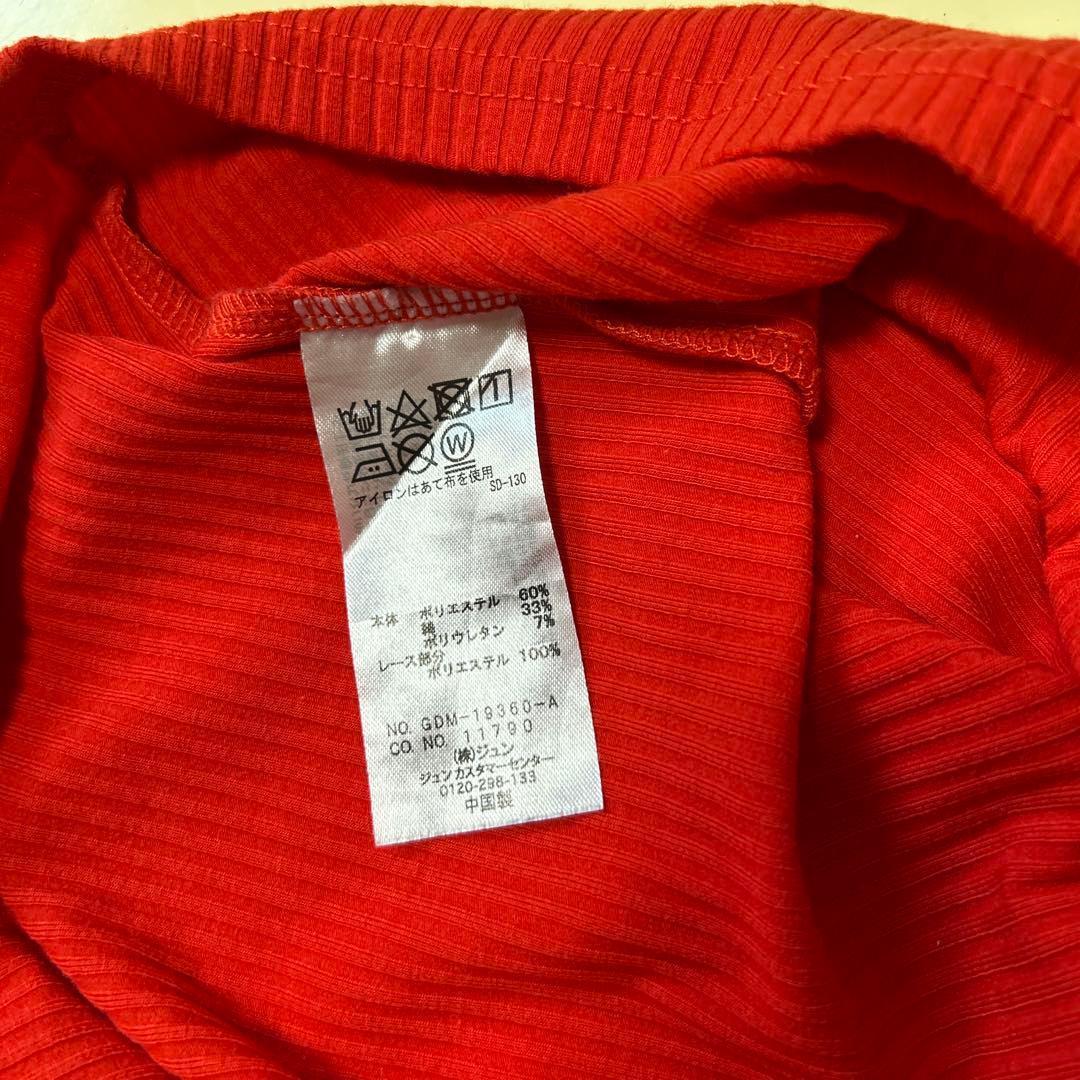 W
アイロンはあて布を使用
SD-130
本体 ポリエステル 60%
綿 33%
ポリウレタン 7%
レース部分
ポリエステル 100%
NO. GDM-19360-A
CO. NO. 11790
(株)ジュン
ジュンカスタマーセンター
0120-298-133
中国製